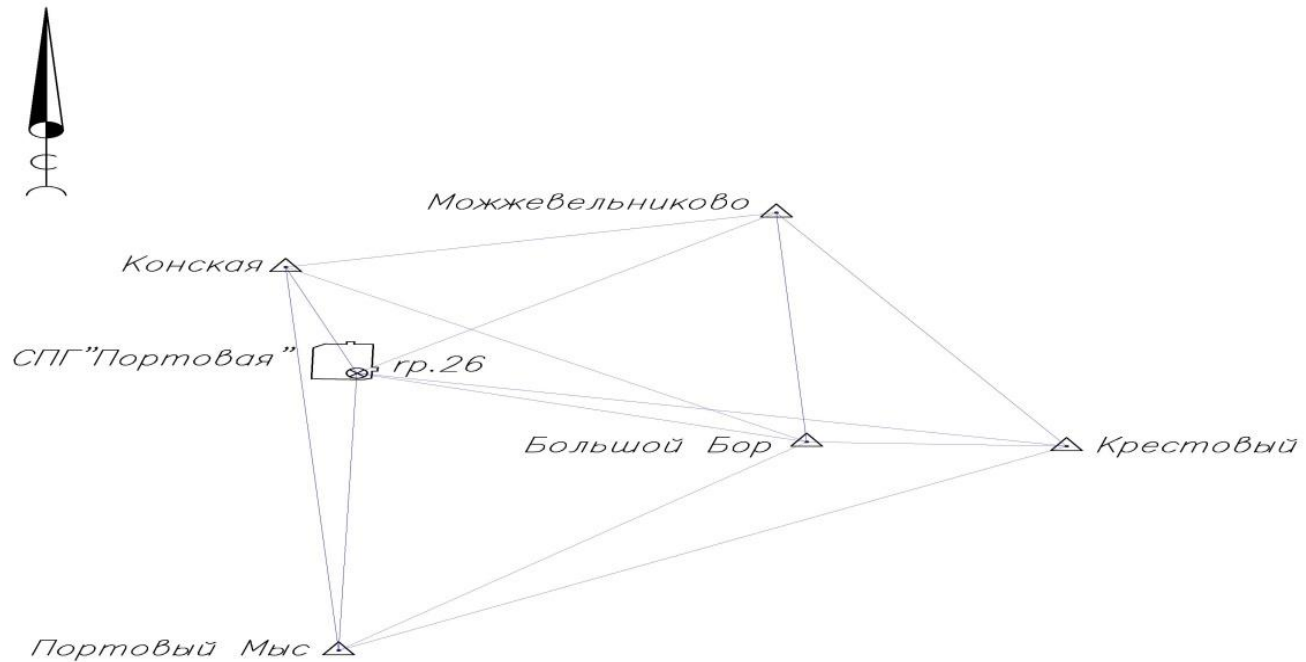 С
Можжевельниково
Конская
СПГ"Портовая" гр.26
Большой Бор
Крестовый
Портовый Мыс